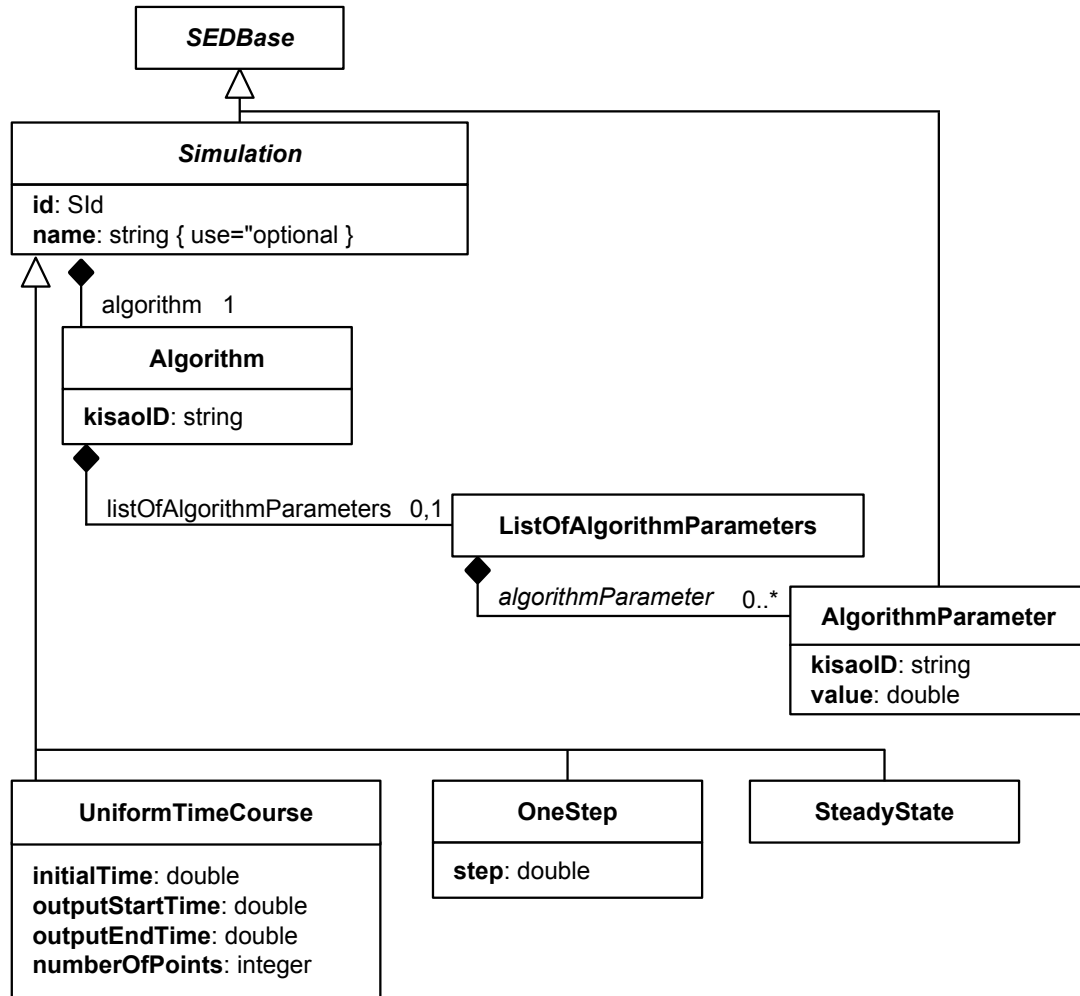 SEDBase
Simulation
id: SId
name: string { use="optional }
algorithm 1
Algorithm
kisaoID: string
listOfAlgorithmParameters 0,1
ListOfAlgorithmParameters
algorithmParameter 0..*
AlgorithmParameter
kisaoID: string
value: double
UniformTimeCourse
initialTime: double
outputStartTime: double
outputEndTime: double
numberOfPoints: integer
OneStep
step: double
SteadyState